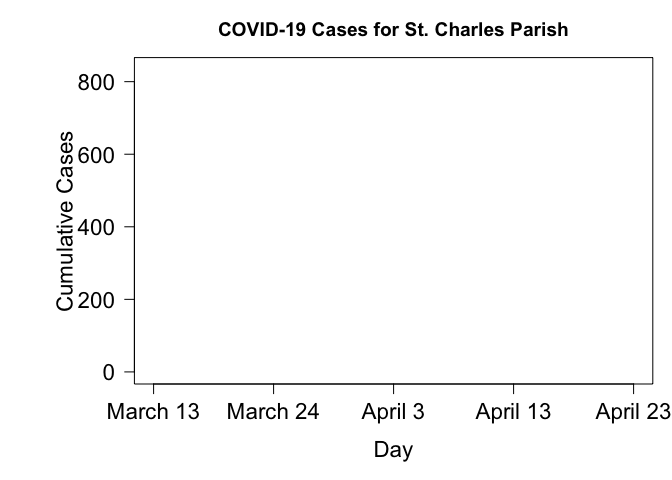 COVID-19 Cases for St. Charles Parish
800
600
400
200
0
Cumulative Cases
March 13 March 24 April 3 April 13 April 23
Day